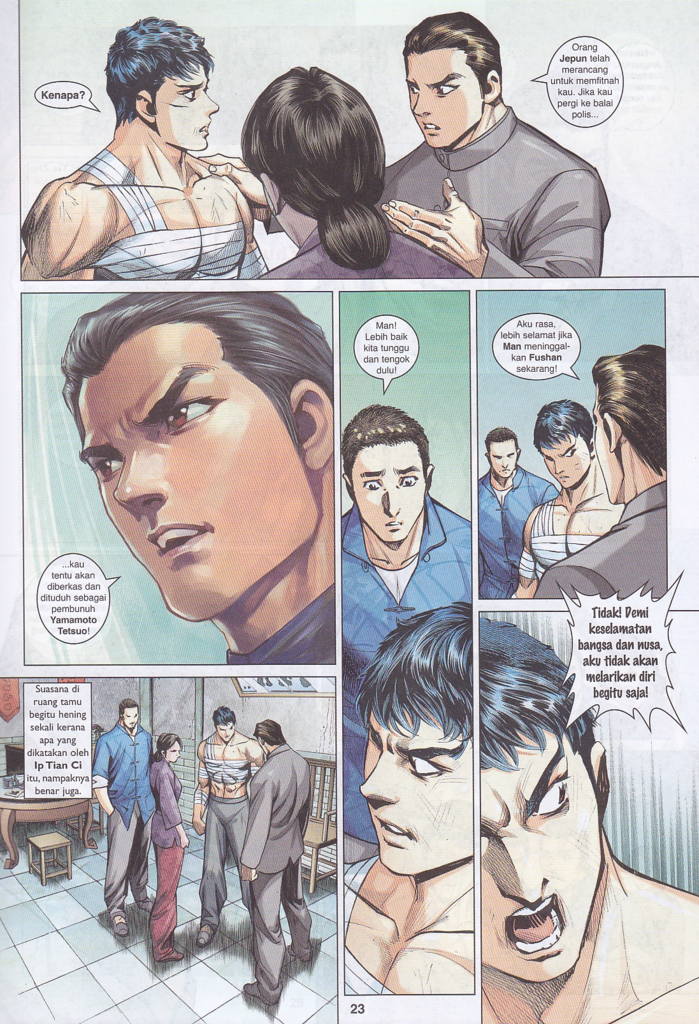 Kenapa?
Orang
Jepun telah
merancang
untuk memfitnah
kau. Jika kau
pergi ke balai
polis...
...kau
tentu akan
diberkas dan
dituduh sebagai
pembunuh
Yamamoto
Tetsuo!
Man!
Lebih baik
kita tunggu
dan tengok
dulu!
Aku rasa,
lebih selamat jika
Man meninggal-
kan Fushan
sekarang!
Suasana di
ruang tamu
begitu hening
sekali kerana
apa yang
dikatakan oleh
Ip Tian Ci
itu, nampaknya
benar juga.
Tidak! Demi
keselamatan
bangsa dan nusa,
aku tidak akan
melarikan diri
begitu saja!
23